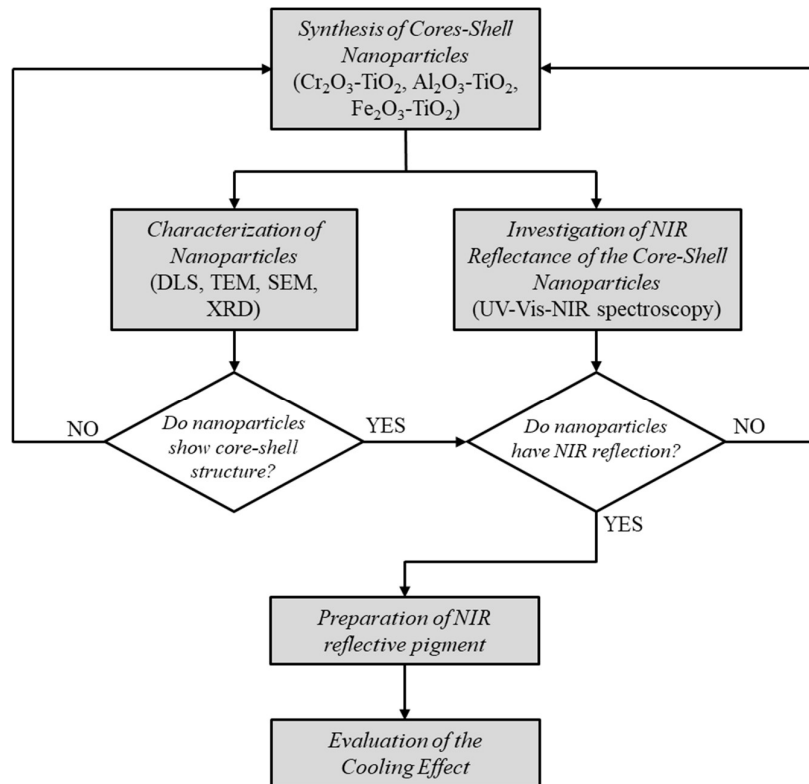 Synthesis of Cores-Shell
Nanoparticles
(Cr₂O₃-TiO₂, Al₂O₃-TiO₂,
Fe₂O₃-TiO₂)
Characterization of
Nanoparticles
(DLS, TEM, SEM,
XRD)
Investigation of NIR
Reflectance of the Core-Shell
Nanoparticles
(UV-Vis-NIR spectroscopy)
NO
Do nanoparticles
show core-shell
structure?
YES
Do nanoparticles
have NIR reflection?
NO
YES
Preparation of NIR
reflective pigment
Evaluation of the
Cooling Effect